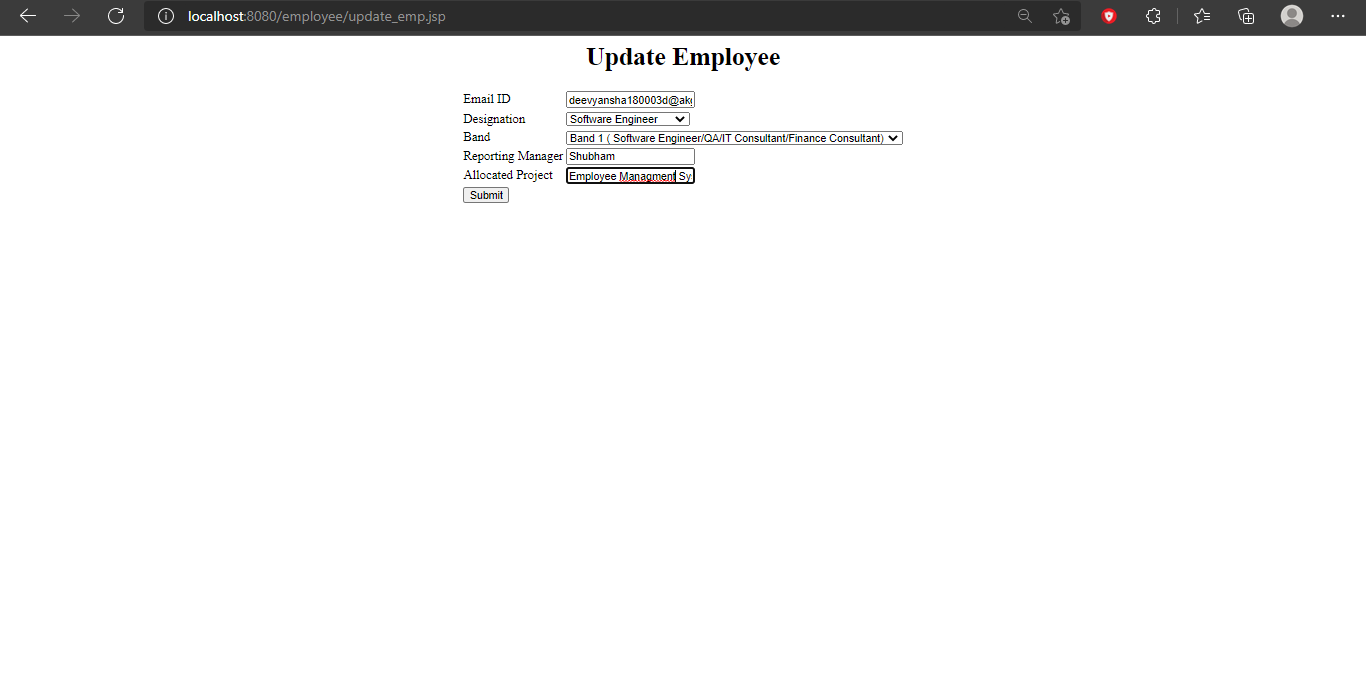 localhost:8080/employee/update_emp.jsp
Update Employee
Email ID deevyansha180003d@ak
Designation Software Engineer
Band Band 1 ( Software Engineer/QA/IT Consultant/Finance Consultant)
Reporting Manager Shubham
Allocated Project Employee Managment Sy
Submit